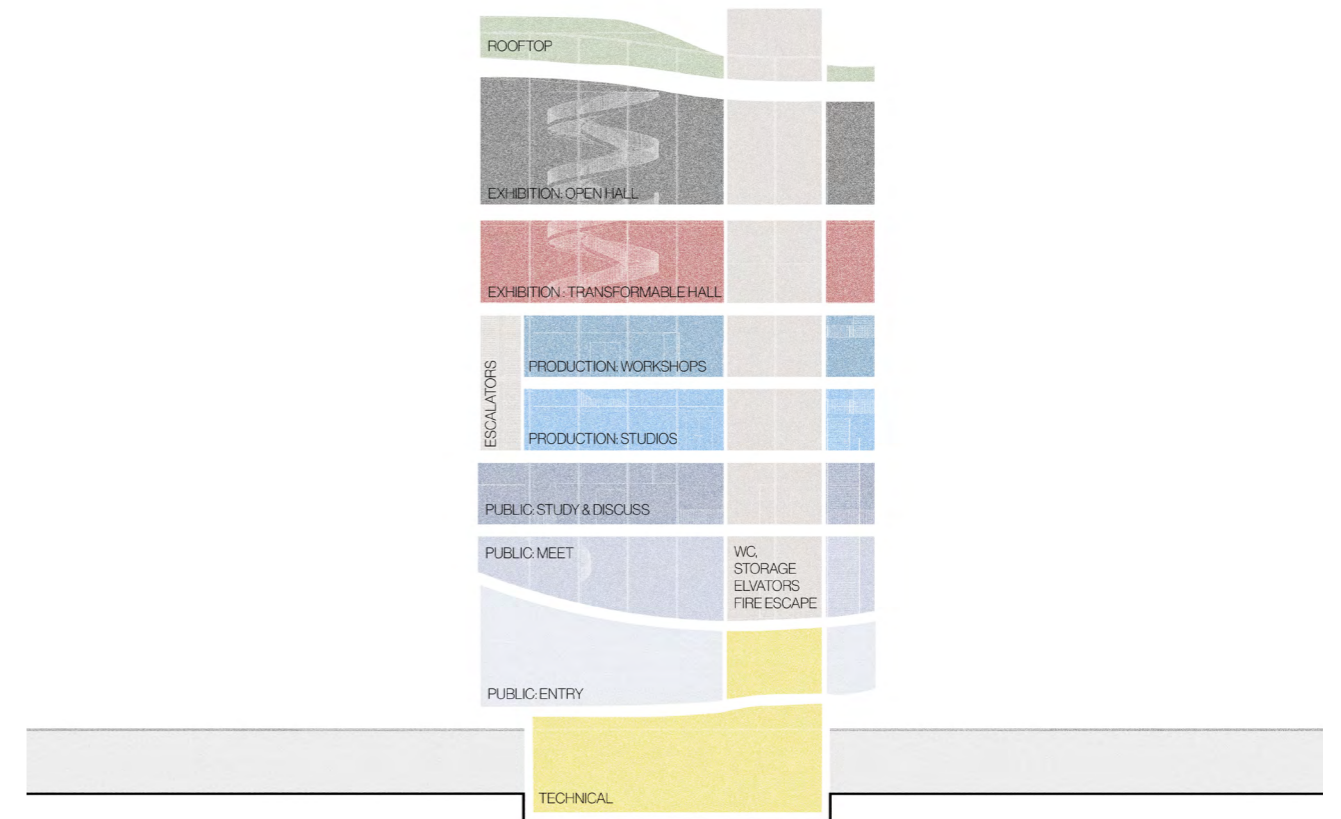 ROOFTOP
EXHIBITION: OPEN HALL
EXHIBITION: TRANSFORMABLE HALL
ESCALATORS
PRODUCTION: WORKSHOPS
PRODUCTION: STUDIOS
PUBLIC: STUDY & DISCUSS
PUBLIC: MEET
WC,
STORAGE
ELVATORS
FIRE ESCAPE
PUBLIC: ENTRY
TECHNICAL